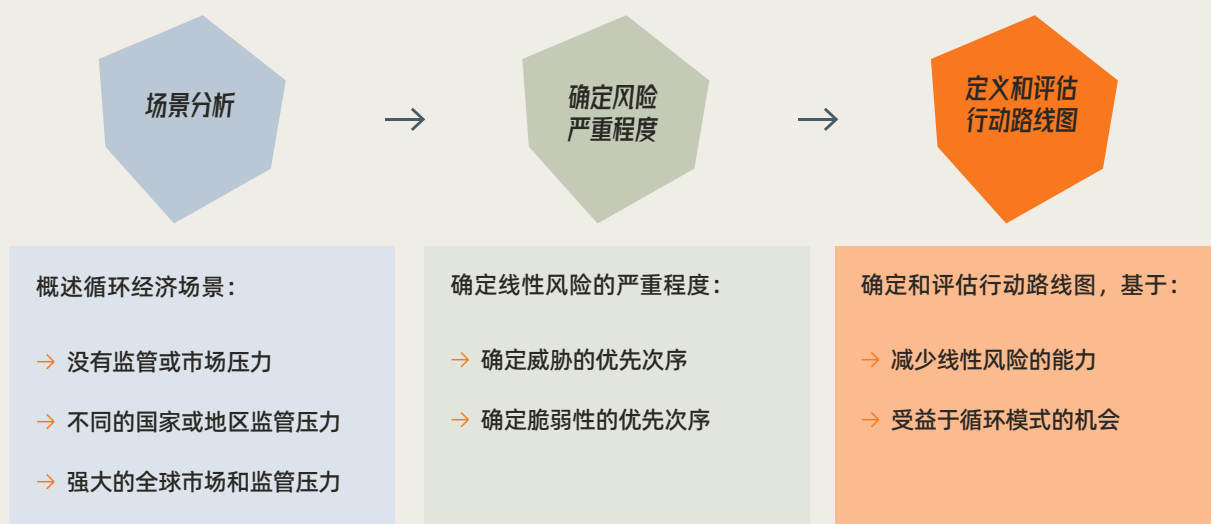 场景分析
确定风险
严重程度
定义和评估
行动路线图
概述循环经济场景：
没有监管或市场压力
不同的国家或地区监管压力
强大的全球市场和监管压力
确定线性风险的严重程度：
确定威胁的优先次序
确定脆弱性的优先次序
确定和评估行动路线图，基于：
减少线性风险的能力
受益于循环模式的机会